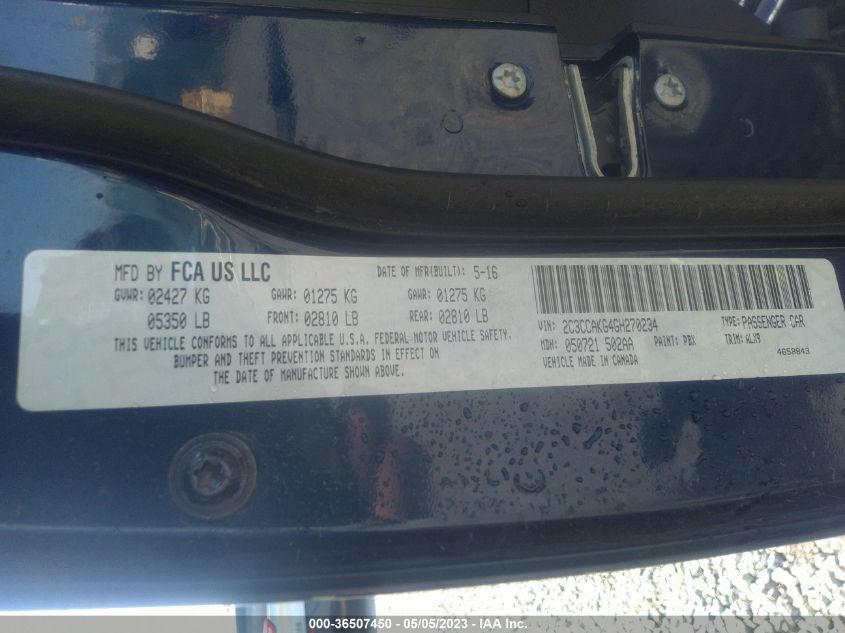 MFD BY FCA US LLC DATE OF MFR(BUILT): 5-16
GVWR: 02427 KG GAWR: 01275 KG GAWR: 01275 KG
05350 LB FRONT: 02810 LB REAR: 02810 LB
THIS VEHICLE CONFORMS TO ALL APPLICABLE U.S.A. FEDERAL MOTOR VEHICLE SAFETY,
BUMPER AND THEFT PREVENTION STANDARDS IN EFFECT ON
THE DATE OF MANUFACTURE SHOWN ABOVE.
VIN: 2C3CCAKG4GH270234 TYPE: PASSENGER CAR
MDH: 050721 502AA PAINT: PBX TRIM: ALX9
VEHICLE MADE IN CANADA 4659843
000-36507450 - 05/05/2023 - IAA Inc.